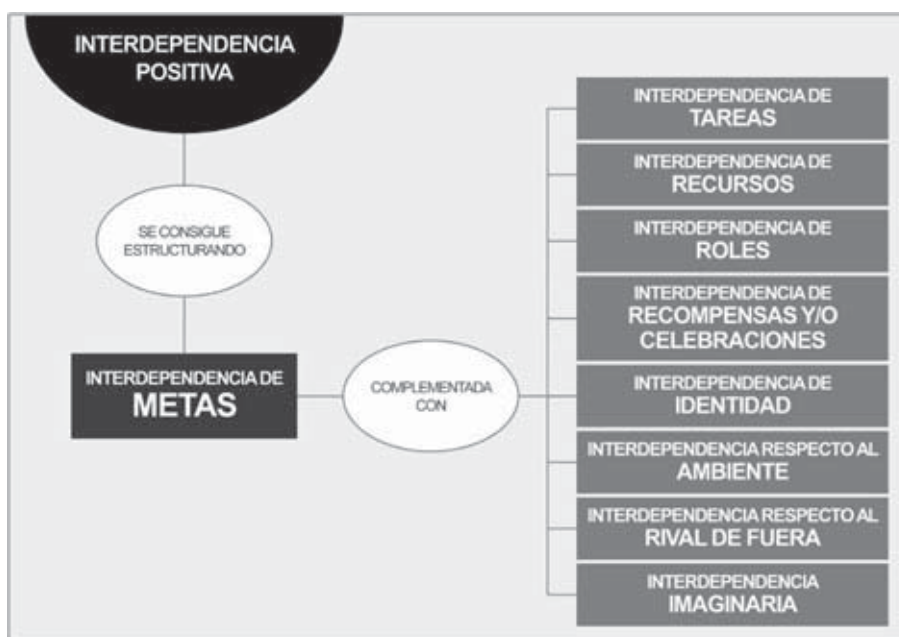 INTERDEPENDENCIA
POSITIVA
SE CONSIGUE
ESTRUCTURANDO
INTERDEPENDENCIA DE
METAS
COMPLEMENTADA
CON
INTERDEPENDENCIA DE
TAREAS
INTERDEPENDENCIA DE
RECURSOS
INTERDEPENDENCIA DE
ROLES
INTERDEPENDENCIA DE
RECOMPENSAS Y/O
CELEBRACIONES
INTERDEPENDENCIA DE
IDENTIDAD
INTERDEPENDENCIA RESPECTO AL
AMBIENTE
INTERDEPENDENCIA RESPECTO AL
RIVAL DE FUERA
INTERDEPENDENCIA
IMAGINARIA